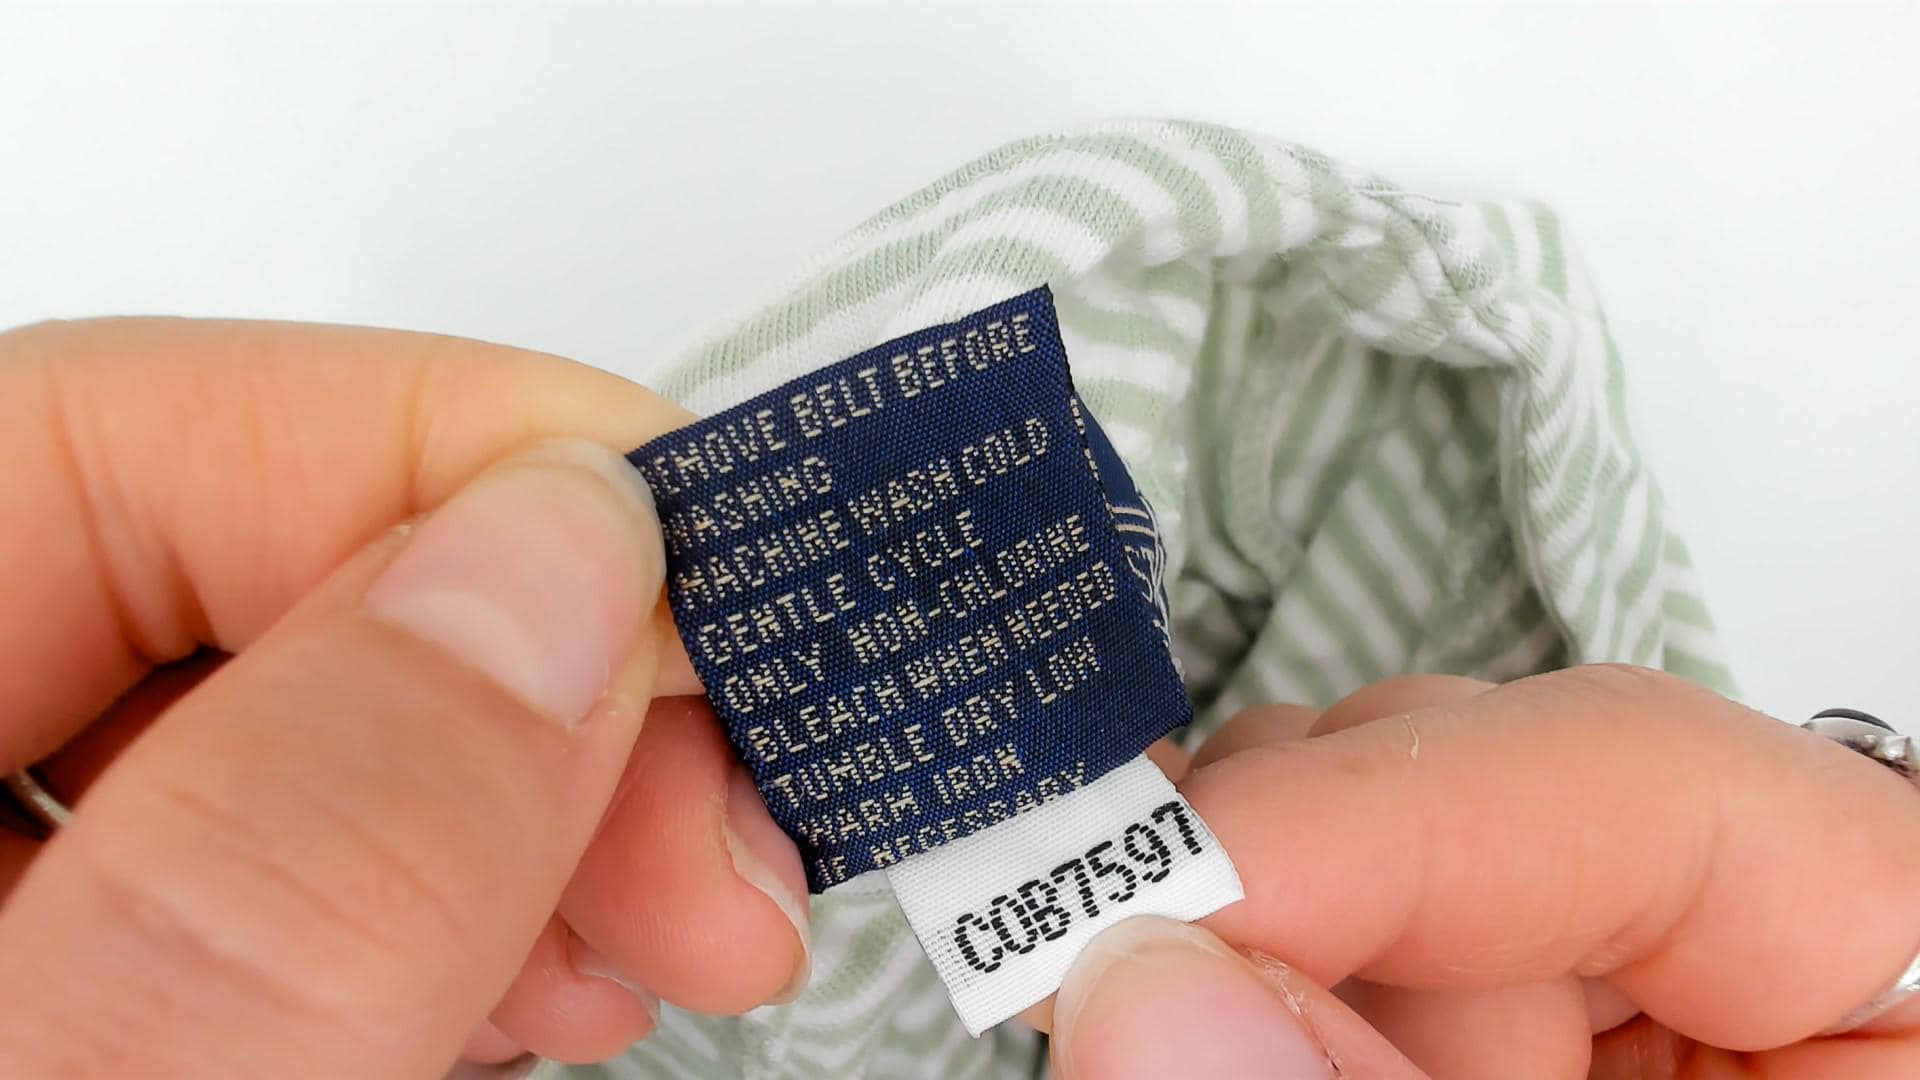 REMOVE BELT BEFORE
WASHING
MACHINE WASH COLD
GENTLE CYCLE
ONLY NON-CHLORINE
BLEACH WHEN NEEDED
TUMBLE DRY LOW
WARM IRON
IF NECESSARY
COB7597